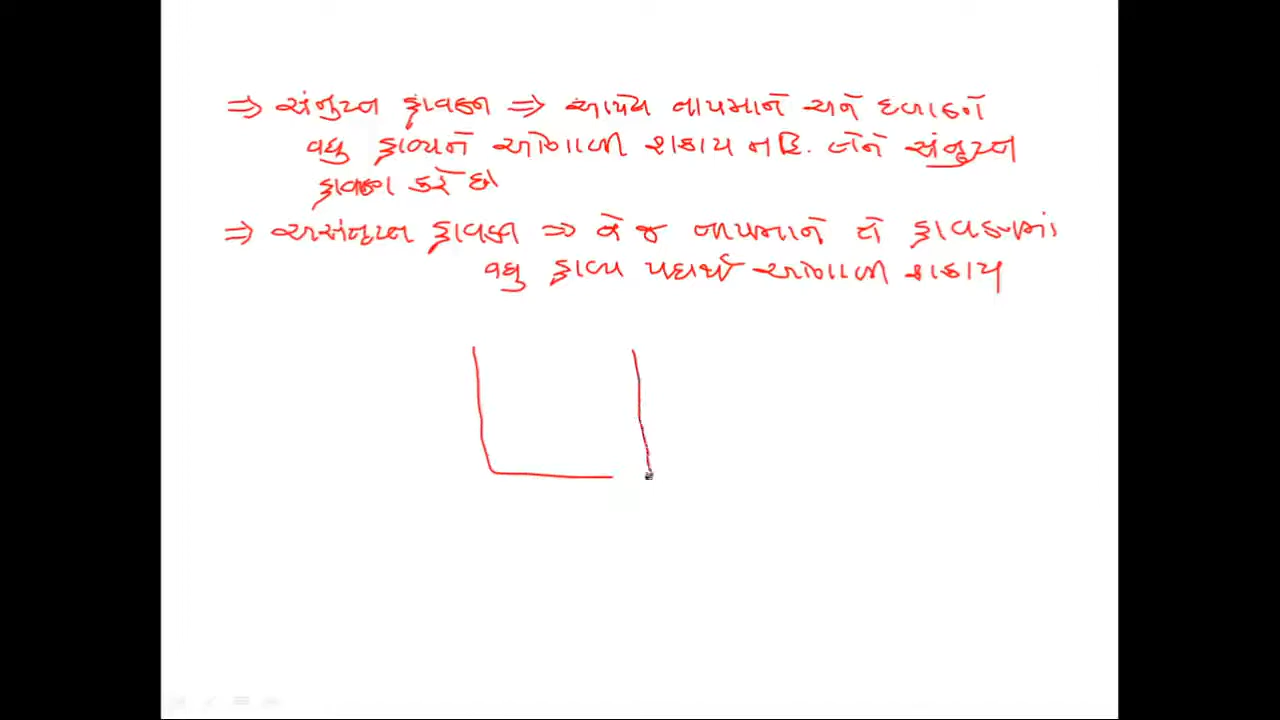 ⇒ સંતૃપ્ત દ્રાવણ ⇒ આપેલ તાપમાને અને દબાણે
વધુ દ્રાવ્યને ઓગાળી શકાય નહિ. તેને સંતૃપ્ત
દ્રાવણ કહે છે
⇒ અસંતૃપ્ત દ્રાવણ ⇒ તે જ તાપમાને તે દ્રાવણમાં
વધુ દ્રાવ્ય પદાર્થ ઓગાળી શકાય